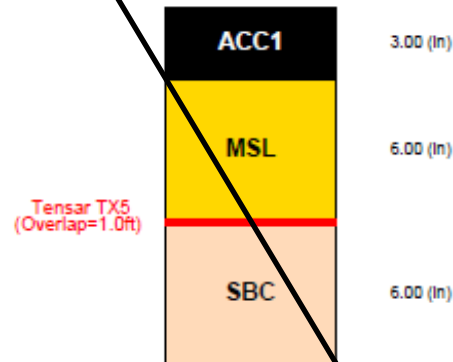 ACC1 3.00 (in)
MSL 6.00 (in)
Tensar TX5
(Overlap=1.0ft)
SBC 6.00 (in)